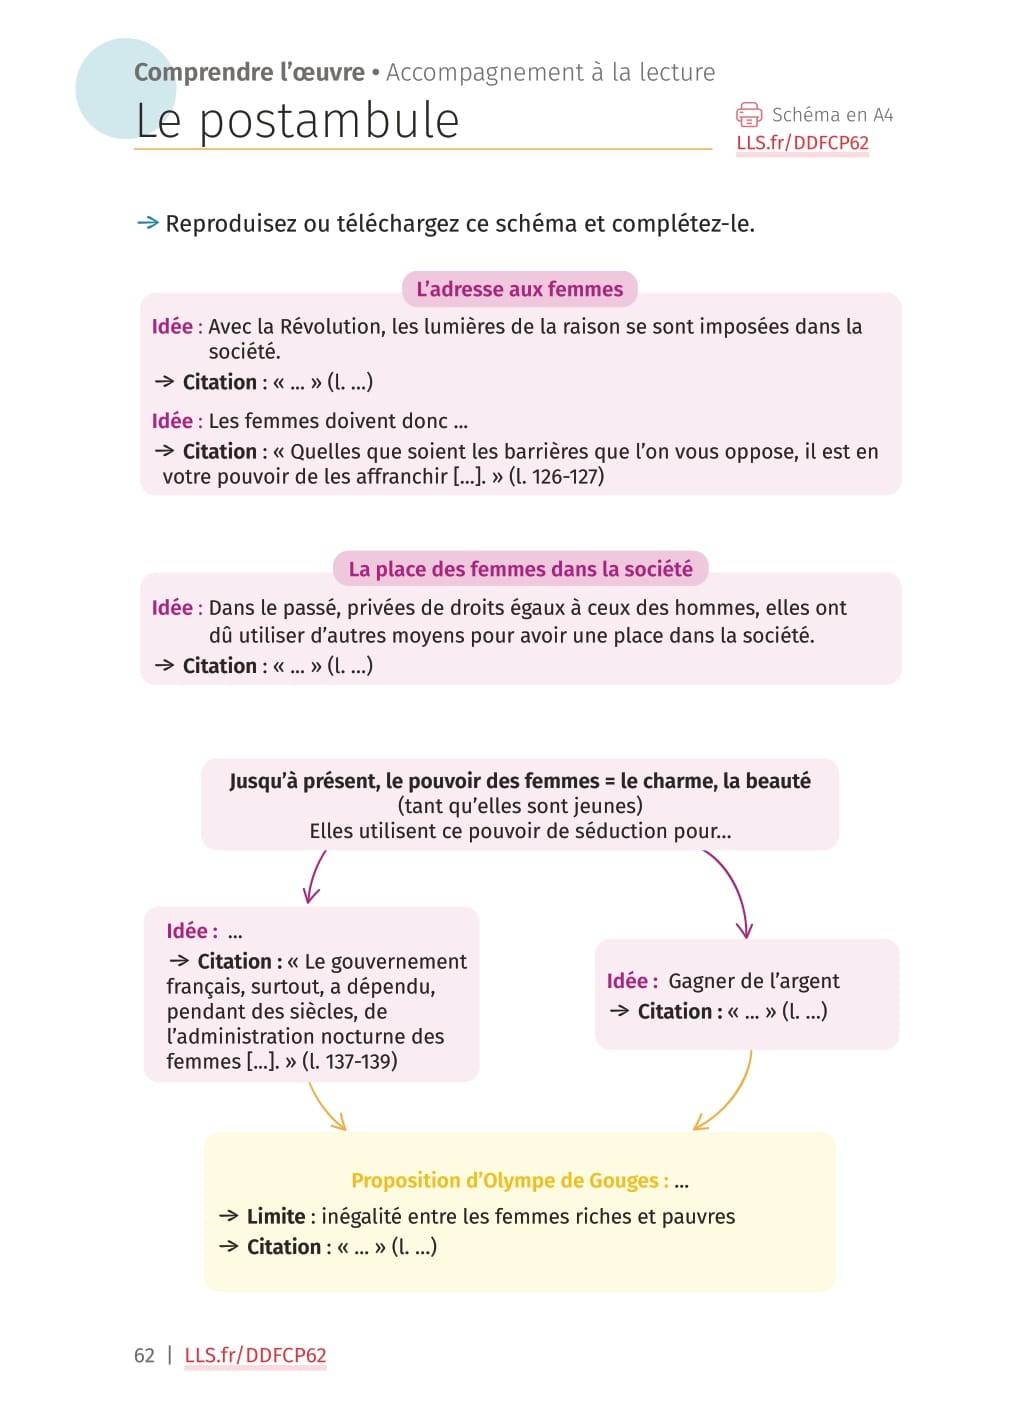 Comprendre l’œuvre • Accompagnement à la lecture
Le postambule
Schéma en A4
LLS.fr/DDFCP62
→ Reproduisez ou téléchargez ce schéma et complétez-le.
L’adresse aux femmes
Idée : Avec la Révolution, les lumières de la raison se sont imposées dans la
société.
→ Citation : « ... » (l. ...)
Idée : Les femmes doivent donc ...
→ Citation : « Quelles que soient les barrières que l’on vous oppose, il est en
votre pouvoir de les affranchir [...]. » (l. 126-127)
La place des femmes dans la société
Idée : Dans le passé, privées de droits égaux à ceux des hommes, elles ont
dû utiliser d’autres moyens pour avoir une place dans la société.
→ Citation : « ... » (l. ...)
Jusqu’à présent, le pouvoir des femmes = le charme, la beauté
(tant qu’elles sont jeunes)
Elles utilisent ce pouvoir de séduction pour...
Idée : ...
→ Citation : « Le gouvernement
français, surtout, a dépendu,
pendant des siècles, de
l’administration nocturne des
femmes [...]. » (l. 137-139)
Idée : Gagner de l’argent
→ Citation : « ... » (l. ...)
Proposition d’Olympe de Gouges : ...
→ Limite : inégalité entre les femmes riches et pauvres
→ Citation : « ... » (l. ...)
62 | LLS.fr/DDFCP62